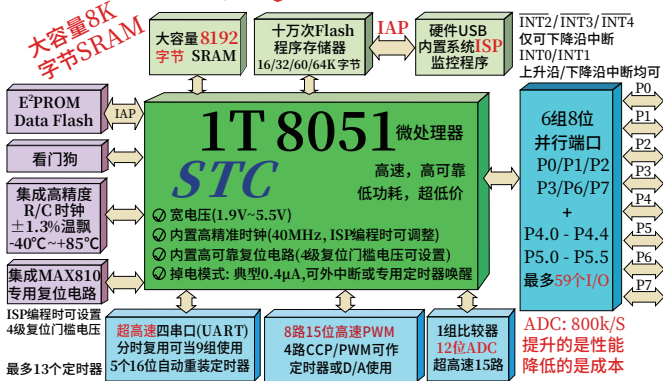 大容量8K
字节SRAM
大容量8192
字节 SRAM
十万次Flash
程序存储器
16/32/60/64K字节
IAP
硬件USB
内置系统ISP
监控程序
INT2/INT3/INT4
仅可下降沿中断
INT0/INT1
上升沿/下降沿中断均可
E²PROM
Data Flash
IAP
看门狗
集成高精度
R/C时钟
±1.3%温飘
-40℃~+85℃
集成MAX810
专用复位电路
ISP编程时可设置
4级复位门槛电压
最多13个定时器
1T 8051微处理器
STC
高速，高可靠
低功耗，超低价
宽电压(1.9V~5.5V)
内置高精准时钟(40MHz, ISP编程时可调整)
内置高可靠复位电路(4级复位门槛电压可设置)
掉电模式: 典型0.4μA,可外中断或专用定时器唤醒
6组8位
并行端口
P0/P1/P2
P3/P6/P7
+
P4.0 - P4.4
P5.0 - P5.5
最多59个I/O
P0
P1
P2
P3
P4
P5
P6
P7
超高速四串口(UART)
分时复用可当9组使用
5个16位自动重装定时器
8路15位高速PWM
4路CCP/PWM可作
定时器或D/A使用
1组比较器
12位ADC
超高速15路
ADC: 800k/S
提升的是性能
降低的是成本